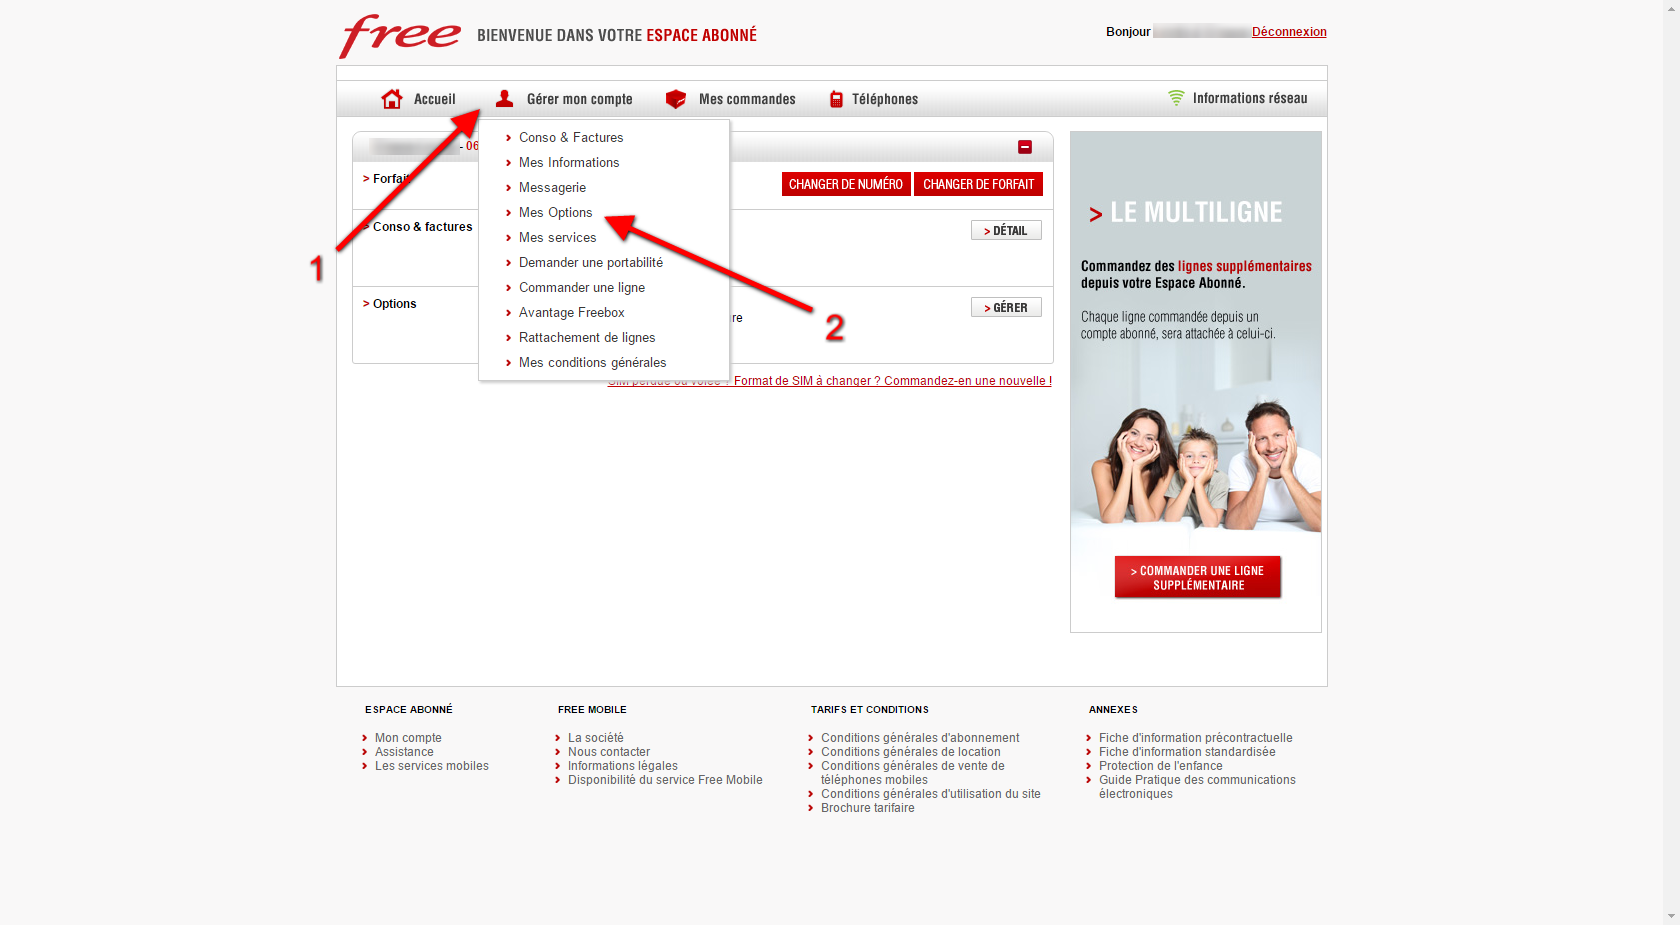 free
BIENVENUE DANS VOTRE ESPACE ABONNÉ
Bonjour
Déconnexion
Accueil
Gérer mon compte
Mes commandes
Téléphones
Informations réseau
- 06
> Forfait
CHANGER DE NUMÉRO
CHANGER DE FORFAIT
> Conso & factures
> DÉTAIL
> Options
re
> GÉRER
Conso & Factures
Mes Informations
Messagerie
Mes Options
Mes services
Demander une portabilité
Commander une ligne
Avantage Freebox
Rattachement de lignes
Mes conditions générales
1
2
SIM perdue ou volée ? Format de SIM à changer ? Commandez-en une nouvelle !
> LE MULTILIGNE
Commandez des lignes supplémentaires
depuis votre Espace Abonné.
Chaque ligne commandée depuis un
compte abonné, sera attachée à celui-ci.
> COMMANDER UNE LIGNE
SUPPLÉMENTAIRE
ESPACE ABONNÉ
Mon compte
Assistance
Les services mobiles
FREE MOBILE
La société
Nous contacter
Informations légales
Disponibilité du service Free Mobile
TARIFS ET CONDITIONS
Conditions générales d'abonnement
Conditions générales de location
Conditions générales de vente de
téléphones mobiles
Conditions générales d'utilisation du site
Brochure tarifaire
ANNEXES
Fiche d'information précontractuelle
Fiche d'information standardisée
Protection de l'enfance
Guide Pratique des communications
électroniques